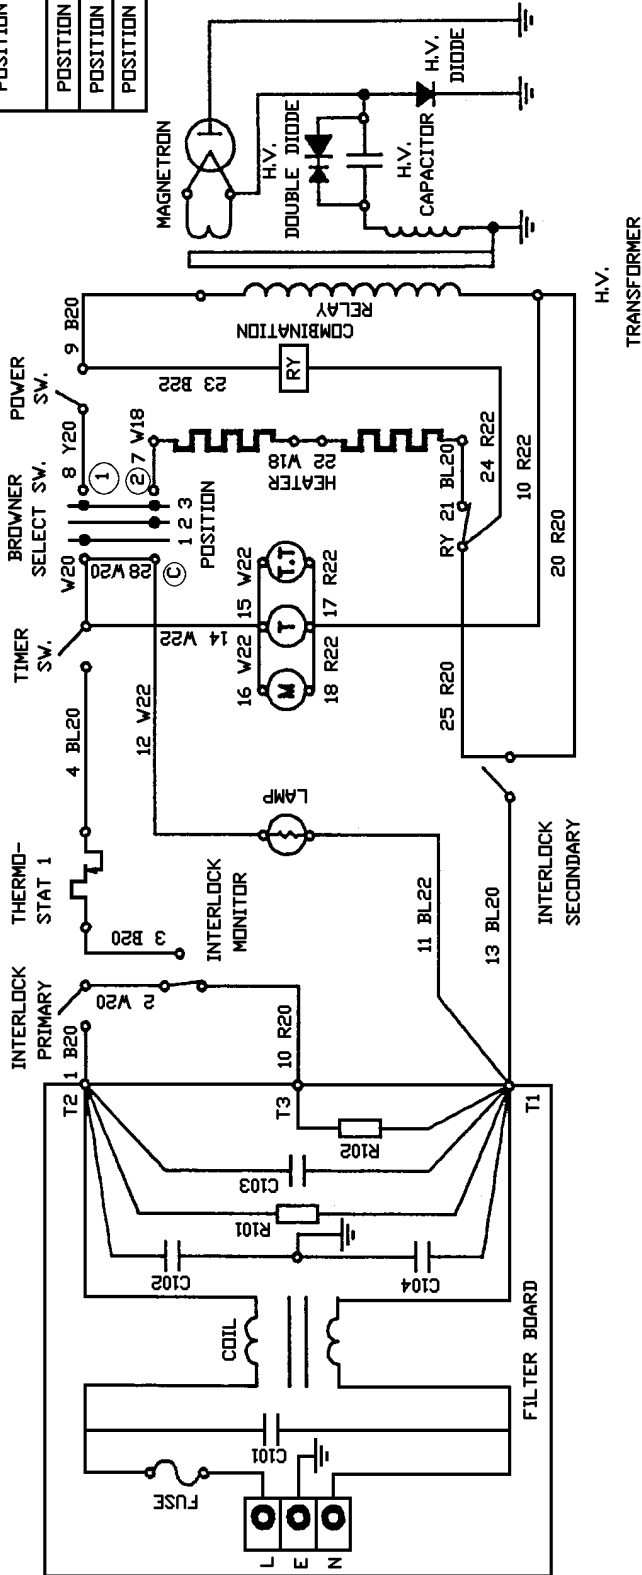 POSITION
POSITION
POSITION
POSITION
MAGNETRON
H.V.
DOUBLE DIODE
H.V.
DIODE
H.V.
CAPACITOR
H.V.
TRANSFORMER
9 B20
POWER
SW.
8 Y20
1
2
7 W18
BROWNER
SELECT SW.
1 2 3
POSITION
W20
28 W20
C
23 B22
RY
COMBINATION
RELAY
HEATER
22 W18
RY
21 BL20
24 R22
10 R22
20 R20
TIMER
SW.
14 W22
16 W22
15 W22
M
T
T.T
18 R22
17 R22
25 R20
4 BL20
12 W22
THERMO-
STAT 1
3 B20
LAMP
INTERLOCK
MONITOR
INTERLOCK
PRIMARY
1 B20
2 W20
10 R20
11 BL22
13 BL20
INTERLOCK
SECONDARY
T2
T3
T1
R102
C103
R101
C102
C104
COIL
C101
FUSE
L
E
N
FILTER BOARD